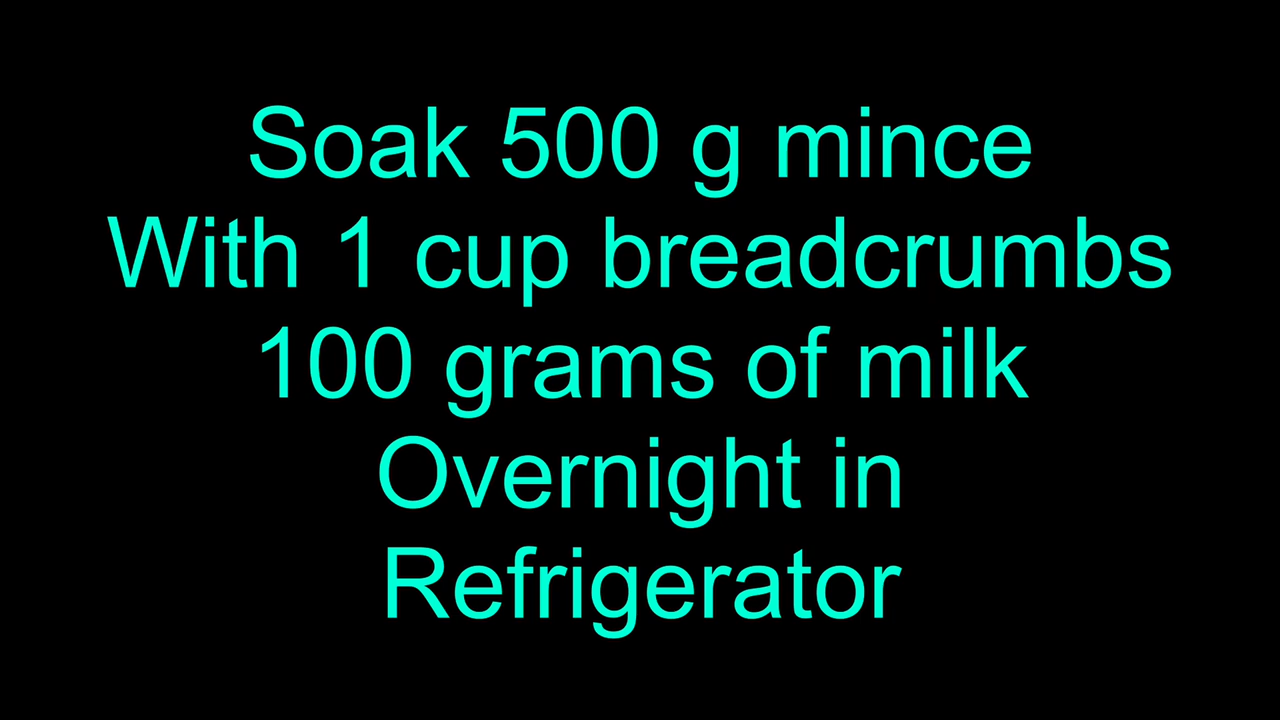 Soak 500 g mince
With 1 cup breadcrumbs
100 grams of milk
Overnight in
Refrigerator